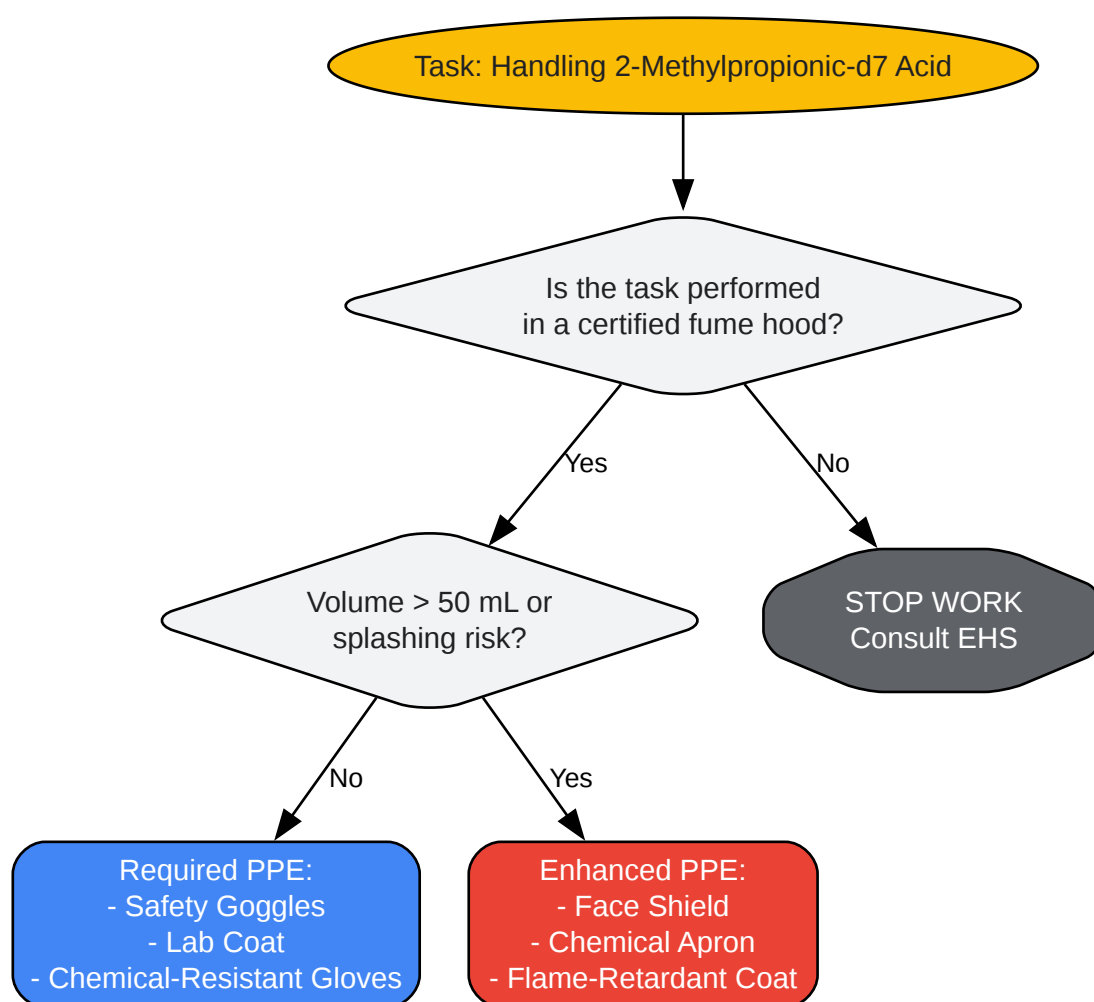 Task: Handling 2-Methylpropionic-d7 Acid
Is the task performed
in a certified fume hood?
Yes
No
Volume > 50 mL or
splashing risk?
STOP WORK
Consult EHS
No
Yes
Required PPE:
- Safety Goggles
- Lab Coat
- Chemical-Resistant Gloves
Enhanced PPE:
- Face Shield
- Chemical Apron
- Flame-Retardant Coat